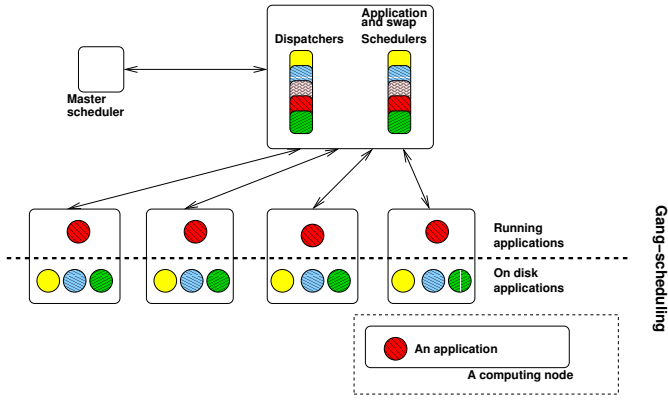 Application
and swap
Dispatchers
Schedulers
Master
scheduler
Running
applications
On disk
applications
Gang-scheduling
An application
A computing node